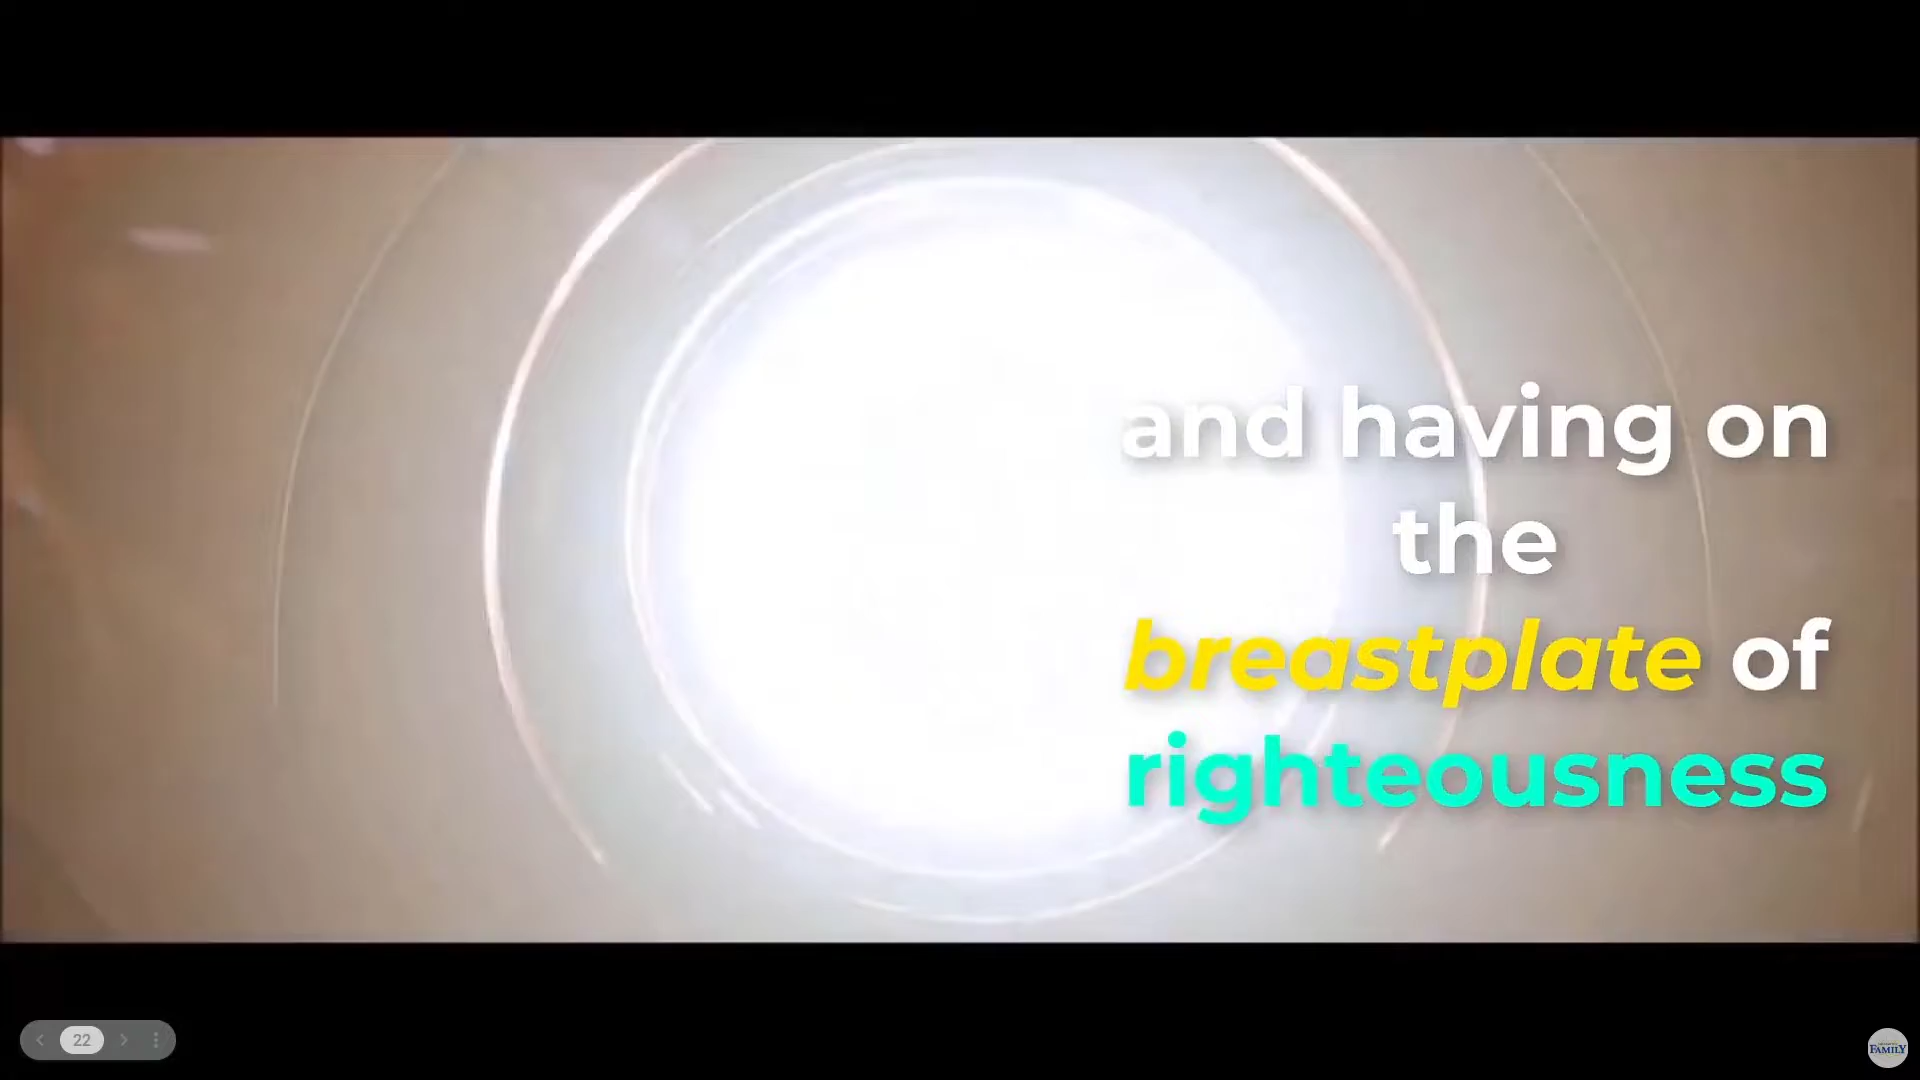 and having on
the
breastplate of
righteousness
22
FAMILY